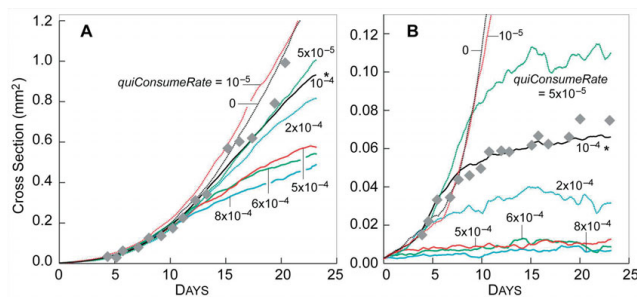 A
B
Cross Section (mm²)
1.2
1.0
0.8
0.6
0.4
0.2
0.0
0
5
10
15
20
25
DAYS
quiConsumeRate = 10⁻⁵
0
5x10⁻⁵
10⁻⁴ *
2x10⁻⁴
5x10⁻⁴
6x10⁻⁴
8x10⁻⁴
0.12
0.10
0.08
0.06
0.04
0.02
0.00
0
5
10
15
20
25
DAYS
0
10⁻⁵
quiConsumeRate
= 5x10⁻⁵
10⁻⁴ *
2x10⁻⁴
5x10⁻⁴
6x10⁻⁴
8x10⁻⁴